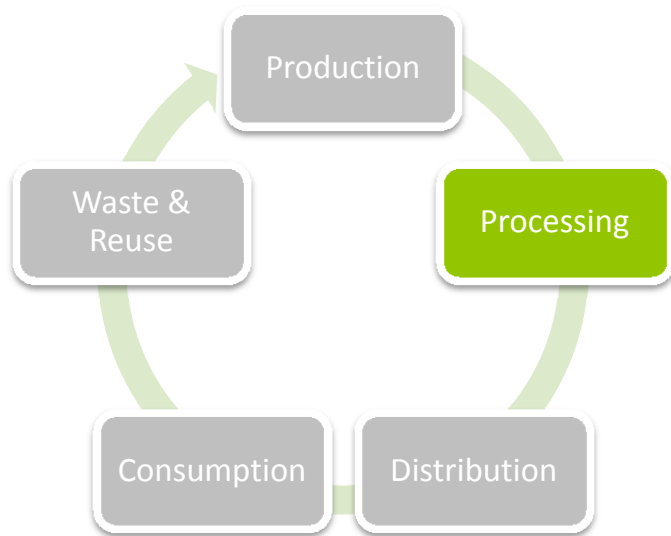 Production
Processing
Distribution
Consumption
Waste &
Reuse